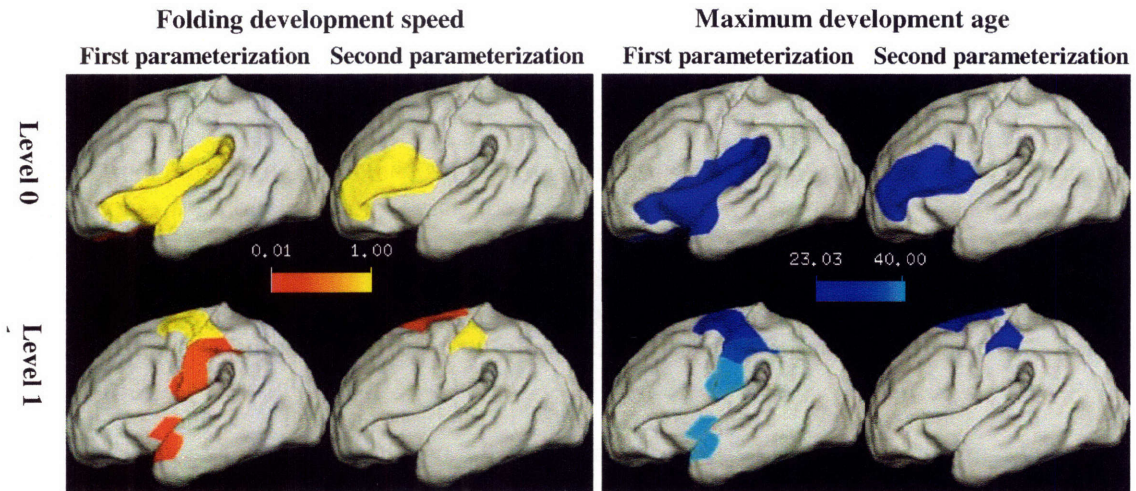 Folding development speed
Maximum development age
First parameterization Second parameterization
First parameterization Second parameterization
Level 0
0.01 1.00
23.03 40.00
Level 1